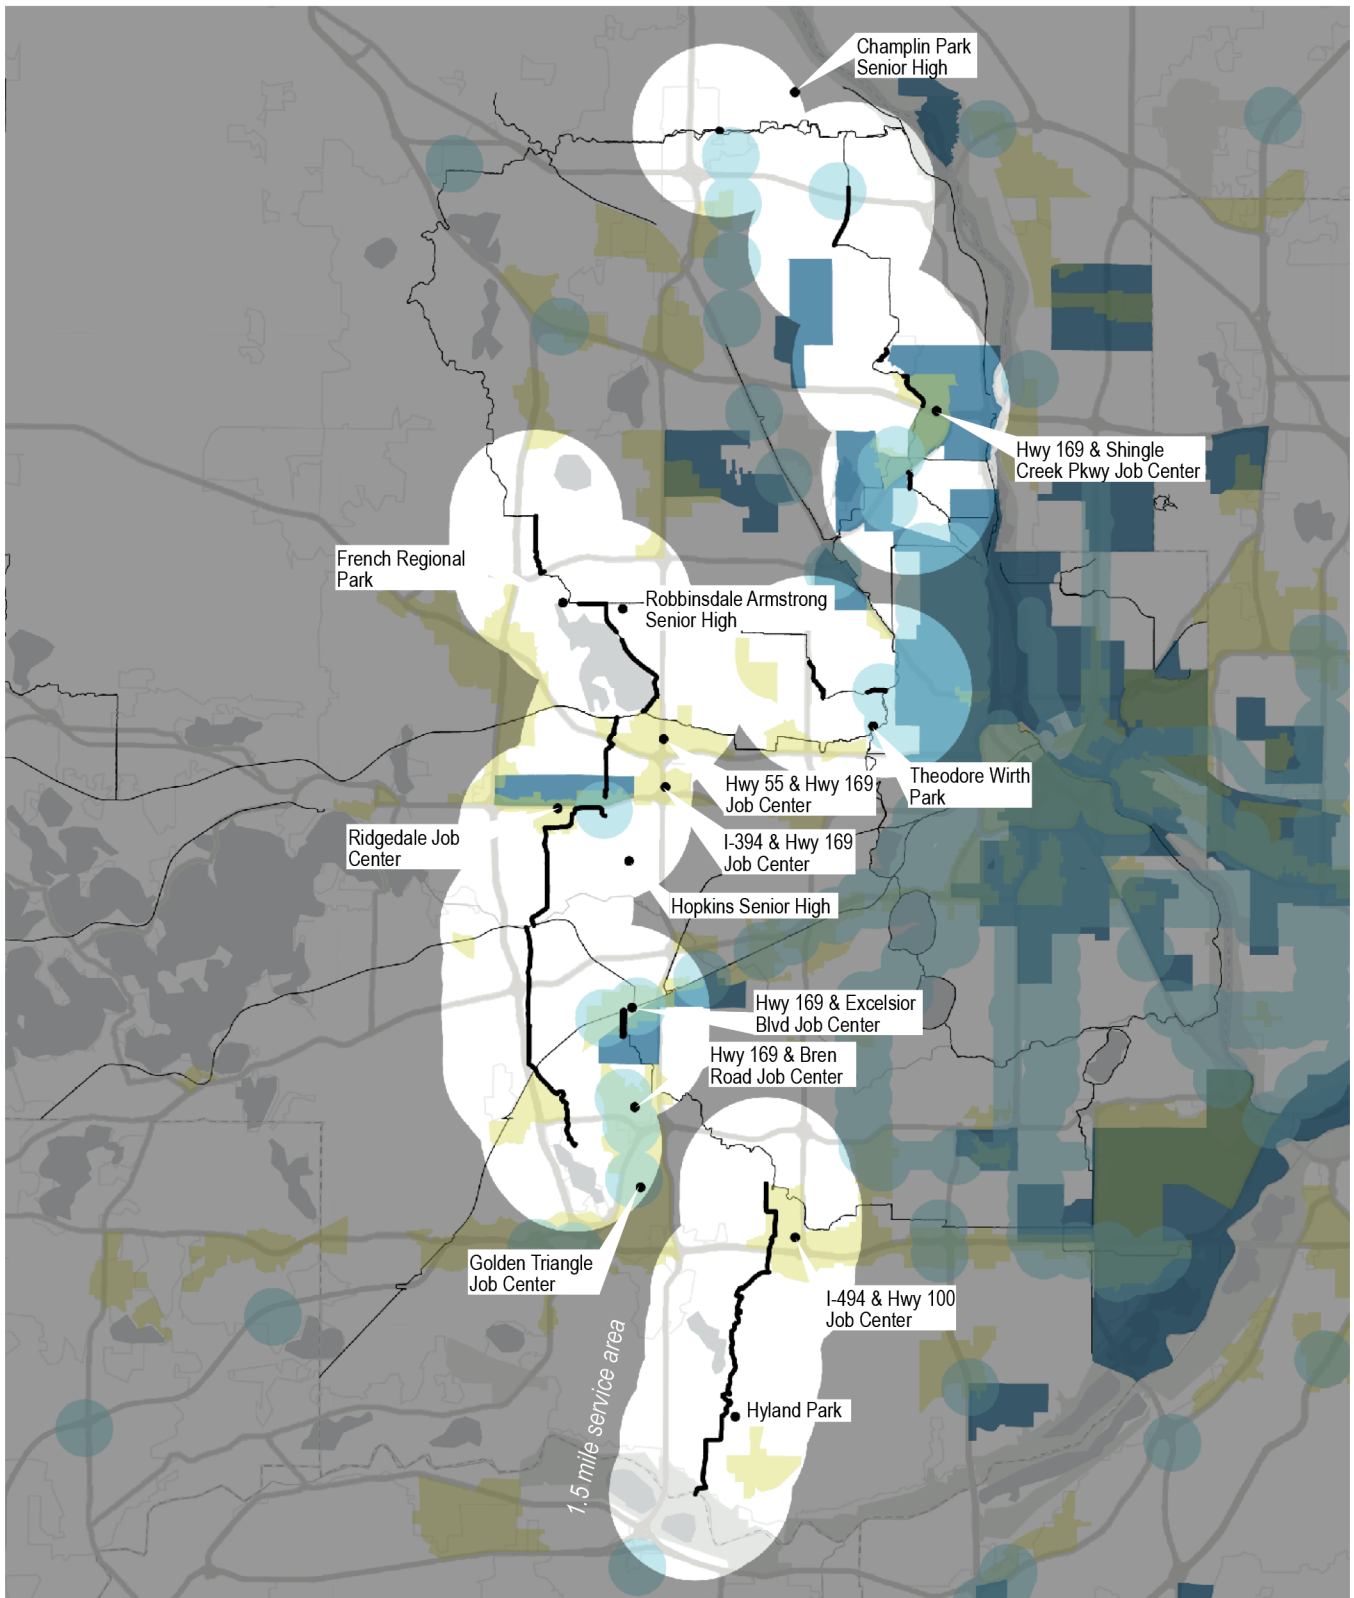 Champlin Park
Senior High
Hwy 169 & Shingle
Creek Pkwy Job Center
French Regional
Park
Robbinsdale Armstrong
Senior High
Hwy 55 & Hwy 169
Job Center
Theodore Wirth
Park
Ridgedale Job
Center
I-394 & Hwy 169
Job Center
Hopkins Senior High
Hwy 169 & Excelsior
Blvd Job Center
Hwy 169 & Bren
Road Job Center
Golden Triangle
Job Center
I-494 & Hwy 100
Job Center
1.5 mile service area
Hyland Park